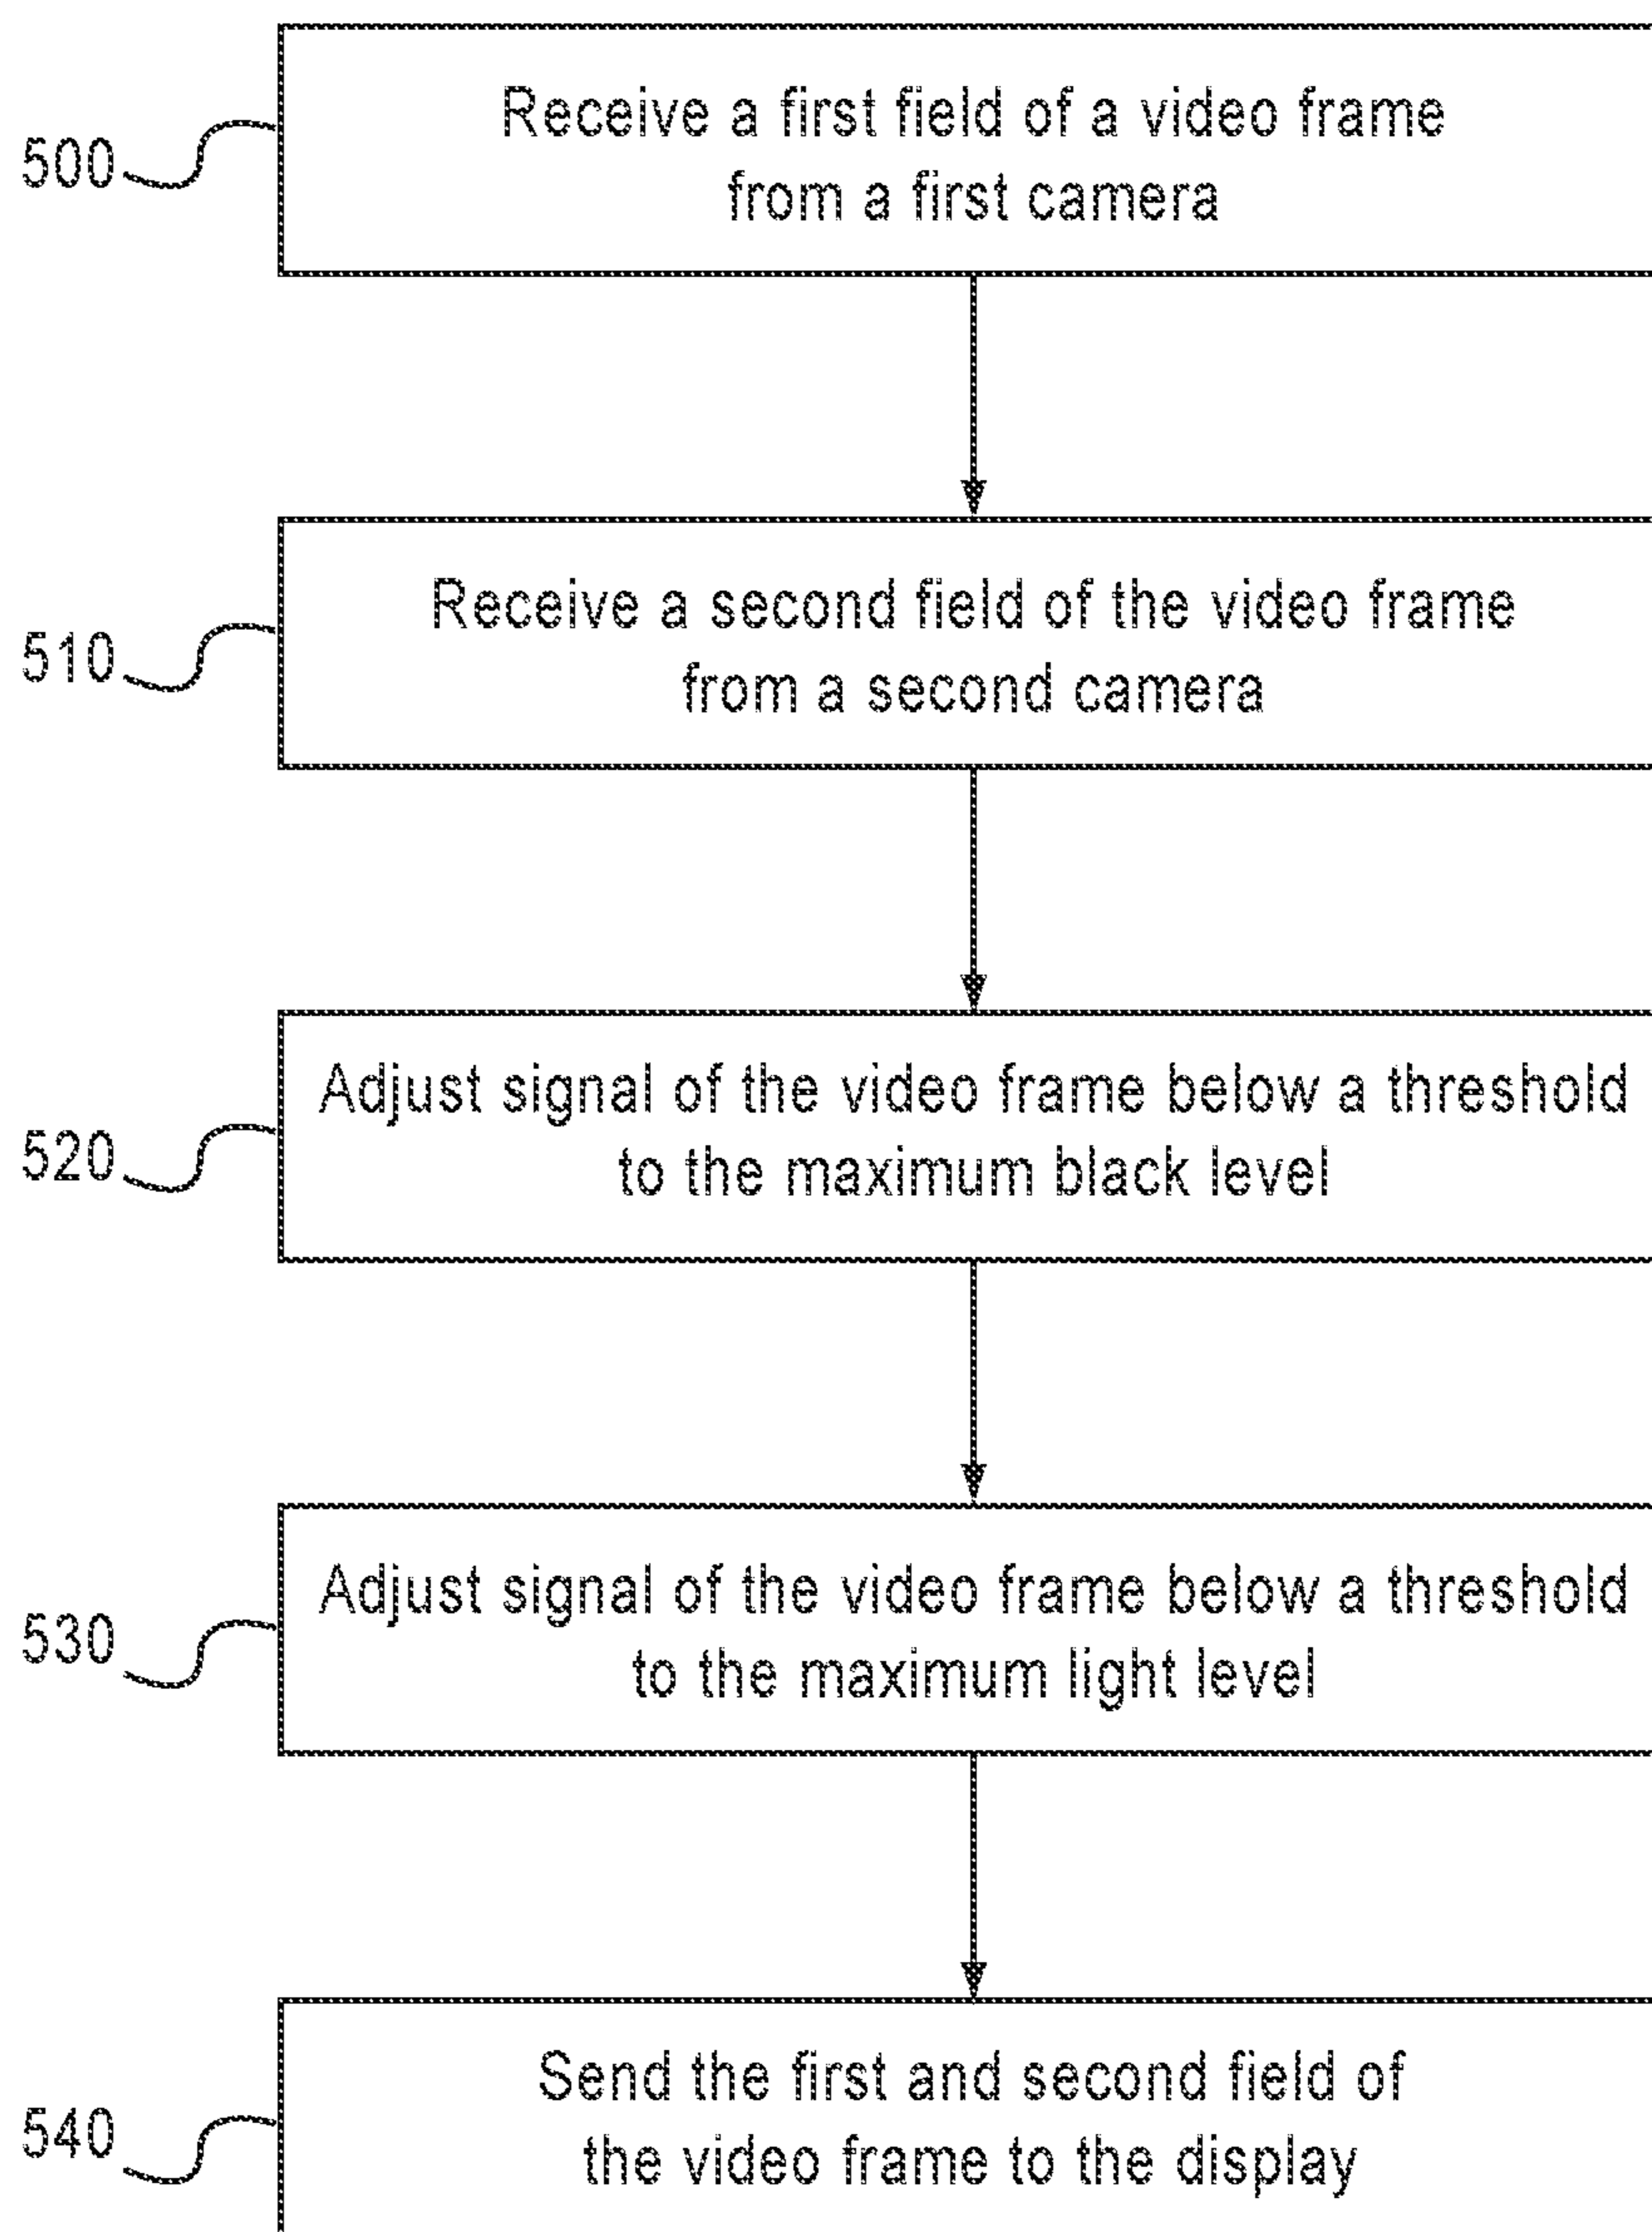 Receive a first field of a video frame
from a first camera
500
Receive a second field of the video frame
from a second camera
510
Adjust signal of the video frame below a threshold
to the maximum black level
520
Adjust signal of the video frame below a threshold
to the maximum light level
530
Send the first and second field of
the video frame to the display
540